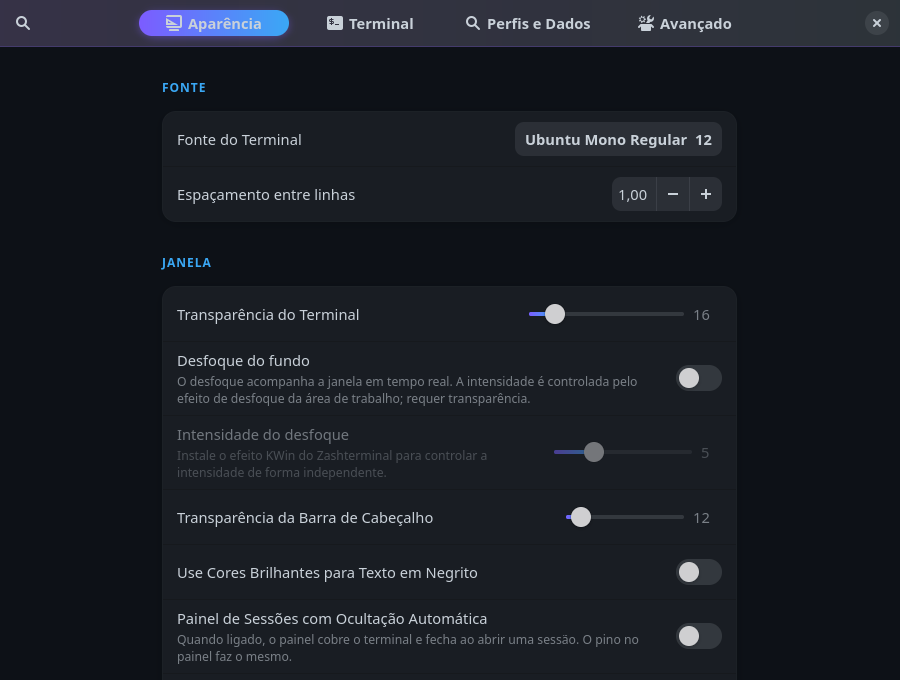 Aparência
Terminal
Perfis e Dados
Avançado
FONTE
Fonte do Terminal
Ubuntu Mono Regular 12
Espaçamento entre linhas
1,00
JANELA
Transparência do Terminal
16
Desfoque do fundo
O desfoque acompanha a janela em tempo real. A intensidade é controlada pelo
efeito de desfoque da área de trabalho; requer transparência.
Intensidade do desfoque
Instale o efeito KWin do Zashterminal para controlar a
intensidade de forma independente.
5
Transparência da Barra de Cabeçalho
12
Use Cores Brilhantes para Texto em Negrito
Painel de Sessões com Ocultação Automática
Quando ligado, o painel cobre o terminal e fecha ao abrir uma sessão. O pino no
painel faz o mesmo.